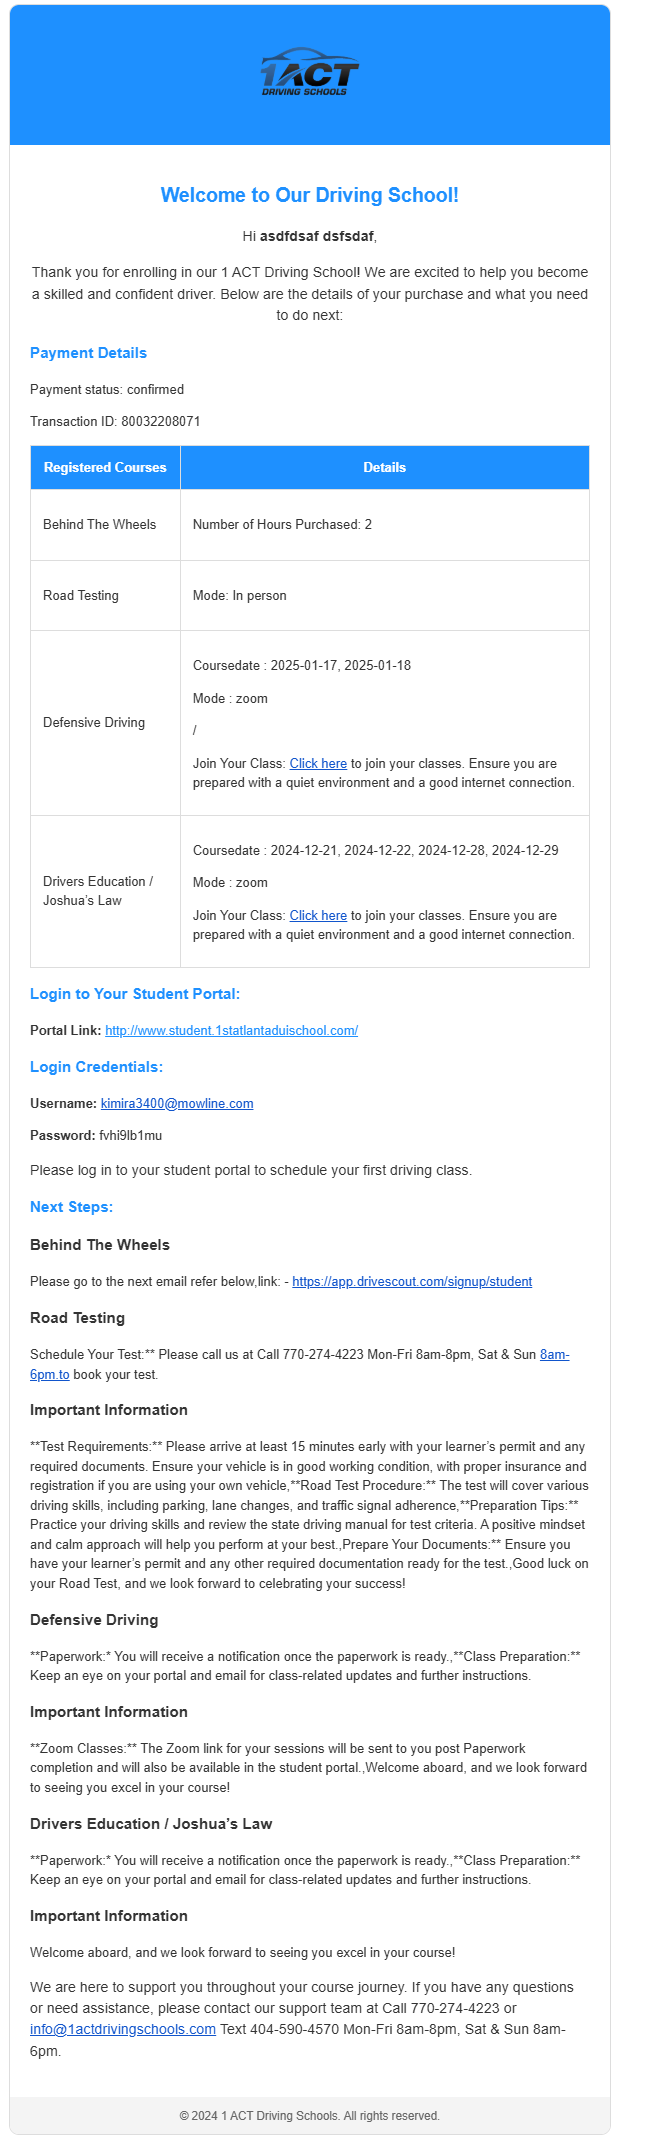 1ACT
DRIVING SCHOOLS
Welcome to Our Driving School!
Hi asdfdsaf dsfsdaf,
Thank you for enrolling in our 1 ACT Driving School! We are excited to help you become
a skilled and confident driver. Below are the details of your purchase and what you need
to do next:
Payment Details
Payment status: confirmed
Transaction ID: 80032208071
Registered Courses Details
Behind The Wheels Number of Hours Purchased: 2
Road Testing Mode: In person
Defensive Driving
Coursedate : 2025-01-17, 2025-01-18
Mode : zoom
/
Join Your Class: Click here to join your classes. Ensure you are
prepared with a quiet environment and a good internet connection.
Drivers Education /
Joshua’s Law
Coursedate : 2024-12-21, 2024-12-22, 2024-12-28, 2024-12-29
Mode : zoom
Join Your Class: Click here to join your classes. Ensure you are
prepared with a quiet environment and a good internet connection.
Login to Your Student Portal:
Portal Link: http://www.student.1statlantaduischool.com/
Login Credentials:
Username: kimira3400@mowline.com
Password: fvhi9lb1mu
Please log in to your student portal to schedule your first driving class.
Next Steps:
Behind The Wheels
Please go to the next email refer below,link: - https://app.drivescout.com/signup/student
Road Testing
Schedule Your Test:** Please call us at Call 770-274-4223 Mon-Fri 8am-8pm, Sat & Sun 8am-
6pm.to book your test.
Important Information
**Test Requirements:** Please arrive at least 15 minutes early with your learner’s permit and any
required documents. Ensure your vehicle is in good working condition, with proper insurance and
registration if you are using your own vehicle,**Road Test Procedure:** The test will cover various
driving skills, including parking, lane changes, and traffic signal adherence,**Preparation Tips:**
Practice your driving skills and review the state driving manual for test criteria. A positive mindset
and calm approach will help you perform at your best.,Prepare Your Documents:** Ensure you
have your learner’s permit and any other required documentation ready for the test.,Good luck on
your Road Test, and we look forward to celebrating your success!
Defensive Driving
**Paperwork:* You will receive a notification once the paperwork is ready.,**Class Preparation:**
Keep an eye on your portal and email for class-related updates and further instructions.
Important Information
**Zoom Classes:** The Zoom link for your sessions will be sent to you post Paperwork
completion and will also be available in the student portal.,Welcome aboard, and we look forward
to seeing you excel in your course!
Drivers Education / Joshua’s Law
**Paperwork:* You will receive a notification once the paperwork is ready.,**Class Preparation:**
Keep an eye on your portal and email for class-related updates and further instructions.
Important Information
Welcome aboard, and we look forward to seeing you excel in your course!
We are here to support you throughout your course journey. If you have any questions
or need assistance, please contact our support team at Call 770-274-4223 or
info@1actdrivingschools.com Text 404-590-4570 Mon-Fri 8am-8pm, Sat & Sun 8am-
6pm.
© 2024 1 ACT Driving Schools. All rights reserved.